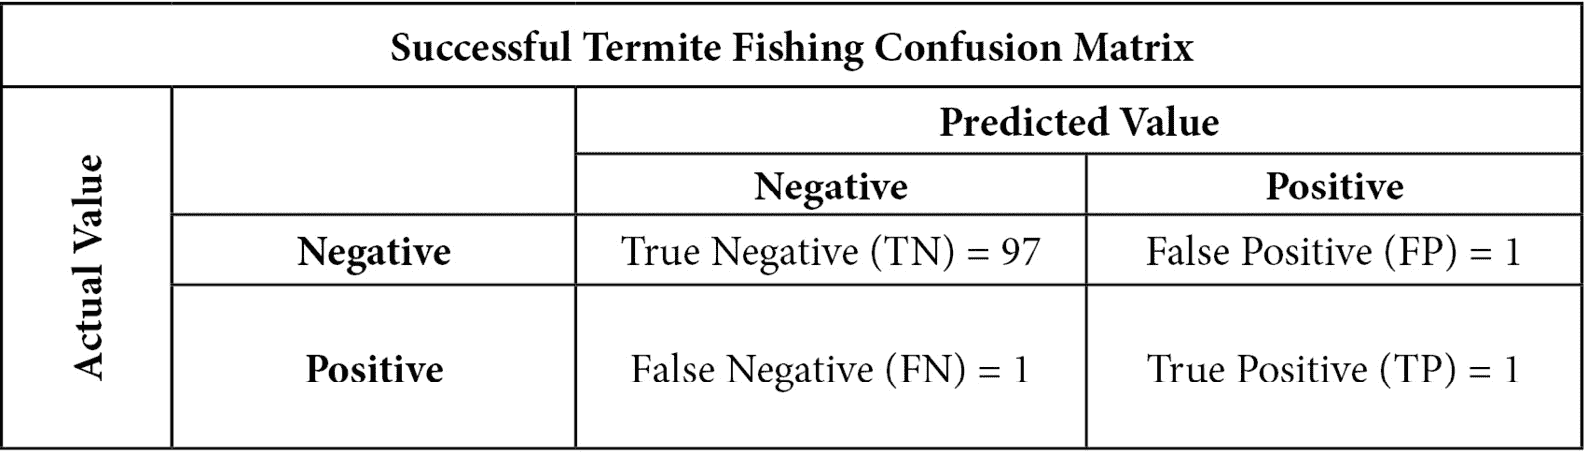 Successful Termite Fishing Confusion Matrix
Actual Value
Predicted Value
Negative Positive
Negative True Negative (TN) = 97 False Positive (FP) = 1
Positive False Negative (FN) = 1 True Positive (TP) = 1